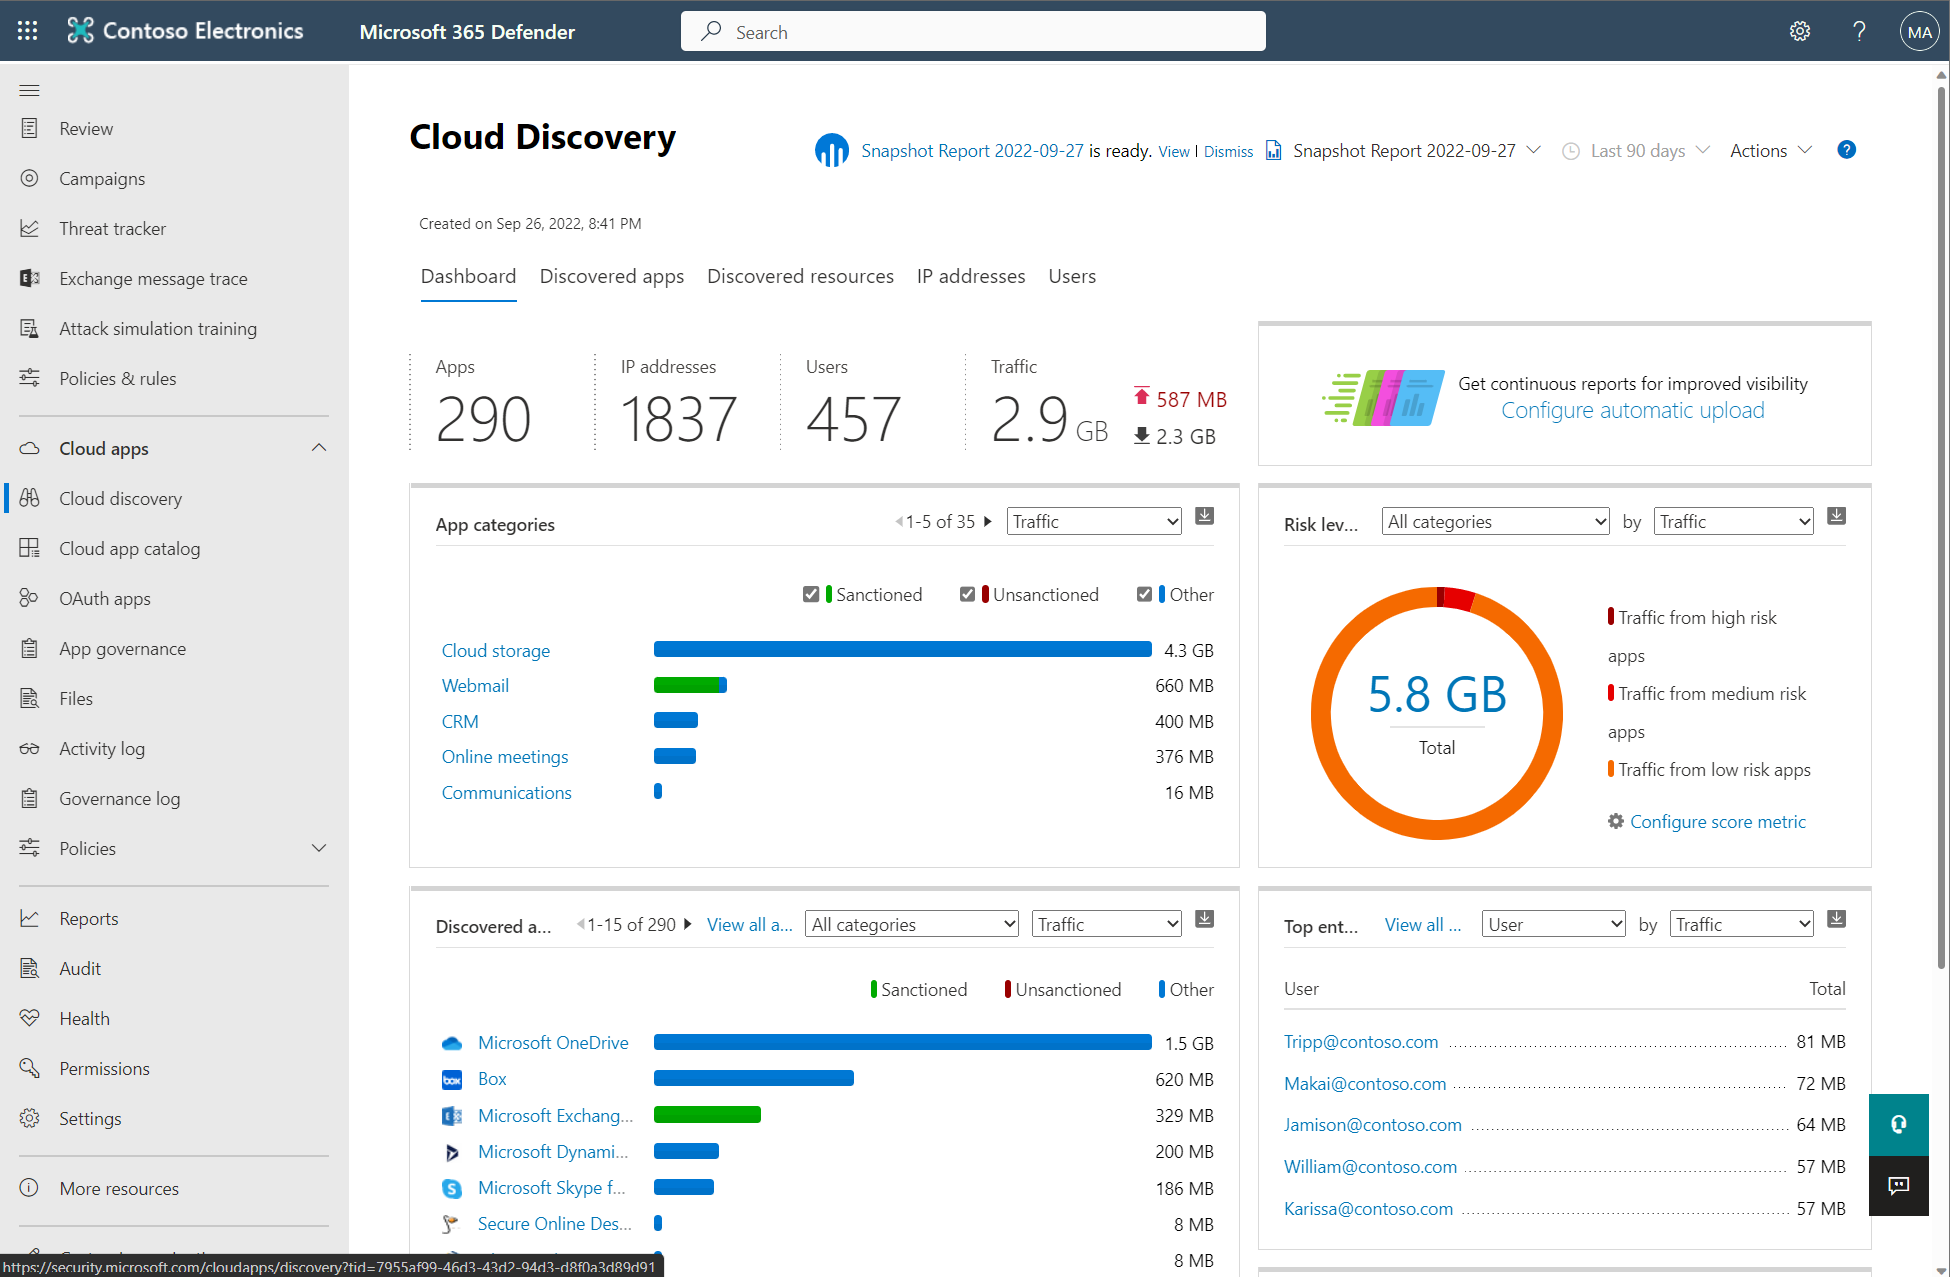 Contoso Electronics
Microsoft 365 Defender
Search
MA
Review
Campaigns
Threat tracker
Exchange message trace
Attack simulation training
Policies & rules
Cloud apps
Cloud discovery
Cloud app catalog
OAuth apps
App governance
Files
Activity log
Governance log
Policies
Reports
Audit
Health
Permissions
Settings
More resources
https://security.microsoft.com/cloudapps/discovery?tid=7955af99-46d3-43d2-94d3-d8f0a3d89d91
Cloud Discovery
Snapshot Report 2022-09-27 is ready. View | Dismiss
Snapshot Report 2022-09-27
Last 90 days
Actions
?
Created on Sep 26, 2022, 8:41 PM
Dashboard Discovered apps Discovered resources IP addresses Users
Apps
290
IP addresses
1837
Users
457
Traffic
2.9 GB
587 MB
2.3 GB
Get continuous reports for improved visibility
Configure automatic upload
App categories 1-5 of 35 Traffic
Sanctioned Unsanctioned Other
Cloud storage 4.3 GB
Webmail 660 MB
CRM 400 MB
Online meetings 376 MB
Communications 16 MB
Risk lev... All categories by Traffic
5.8 GB
Total
Traffic from high risk
apps
Traffic from medium risk
apps
Traffic from low risk apps
Configure score metric
Discovered a... 1-15 of 290 View all a... All categories Traffic
Sanctioned Unsanctioned Other
Microsoft OneDrive 1.5 GB
box Box 620 MB
Microsoft Exchang... 329 MB
Microsoft Dynami... 200 MB
Microsoft Skype f... 186 MB
Secure Online Des... 8 MB
8 MB
Top ent... View all ... User by Traffic
User Total
Tripp@contoso.com 81 MB
Makai@contoso.com 72 MB
Jamison@contoso.com 64 MB
William@contoso.com 57 MB
Karissa@contoso.com 57 MB